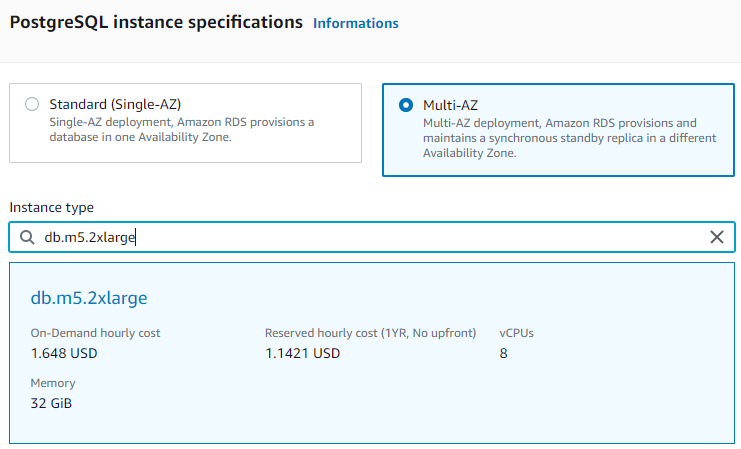 PostgreSQL instance specifications Informations
Standard (Single-AZ)
Single-AZ deployment, Amazon RDS provisions a
database in one Availability Zone.
Multi-AZ
Multi-AZ deployment, Amazon RDS provisions and
maintains a synchronous standby replica in a different
Availability Zone.
Instance type
db.m5.2xlarge
db.m5.2xlarge
On-Demand hourly cost
1.648 USD
Reserved hourly cost (1YR, No upfront)
1.1421 USD
vCPUs
8
Memory
32 GiB